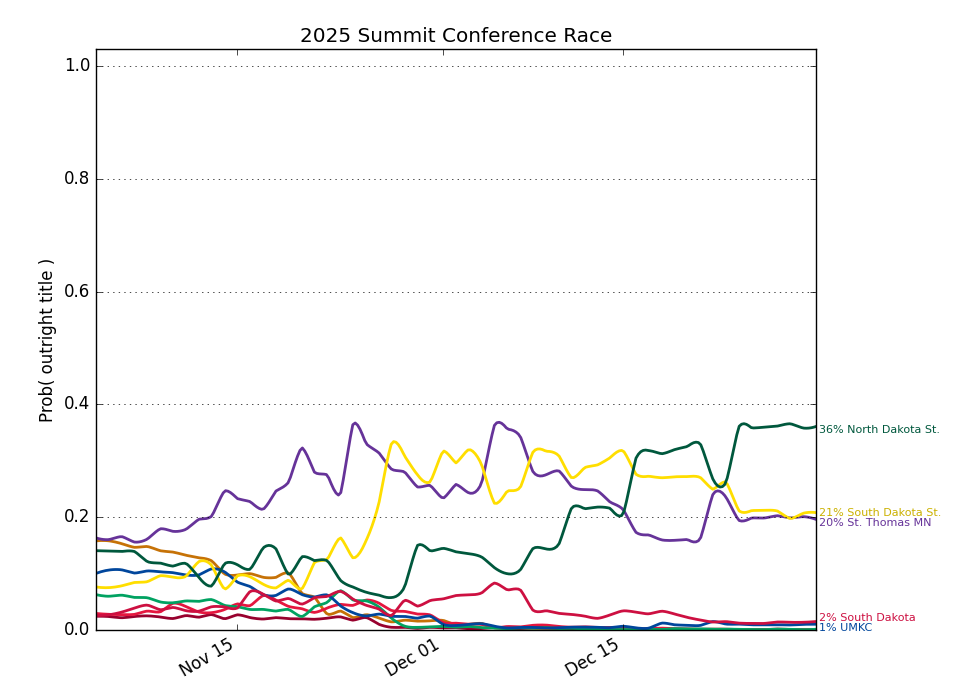 2025 Summit Conference Race
Prob( outright title )
1.0
0.8
0.6
0.4
0.2
0.0
Nov 15
Dec 01
Dec 15
36% North Dakota St.
21% South Dakota St.
20% St. Thomas MN
2% South Dakota
1% UMKC